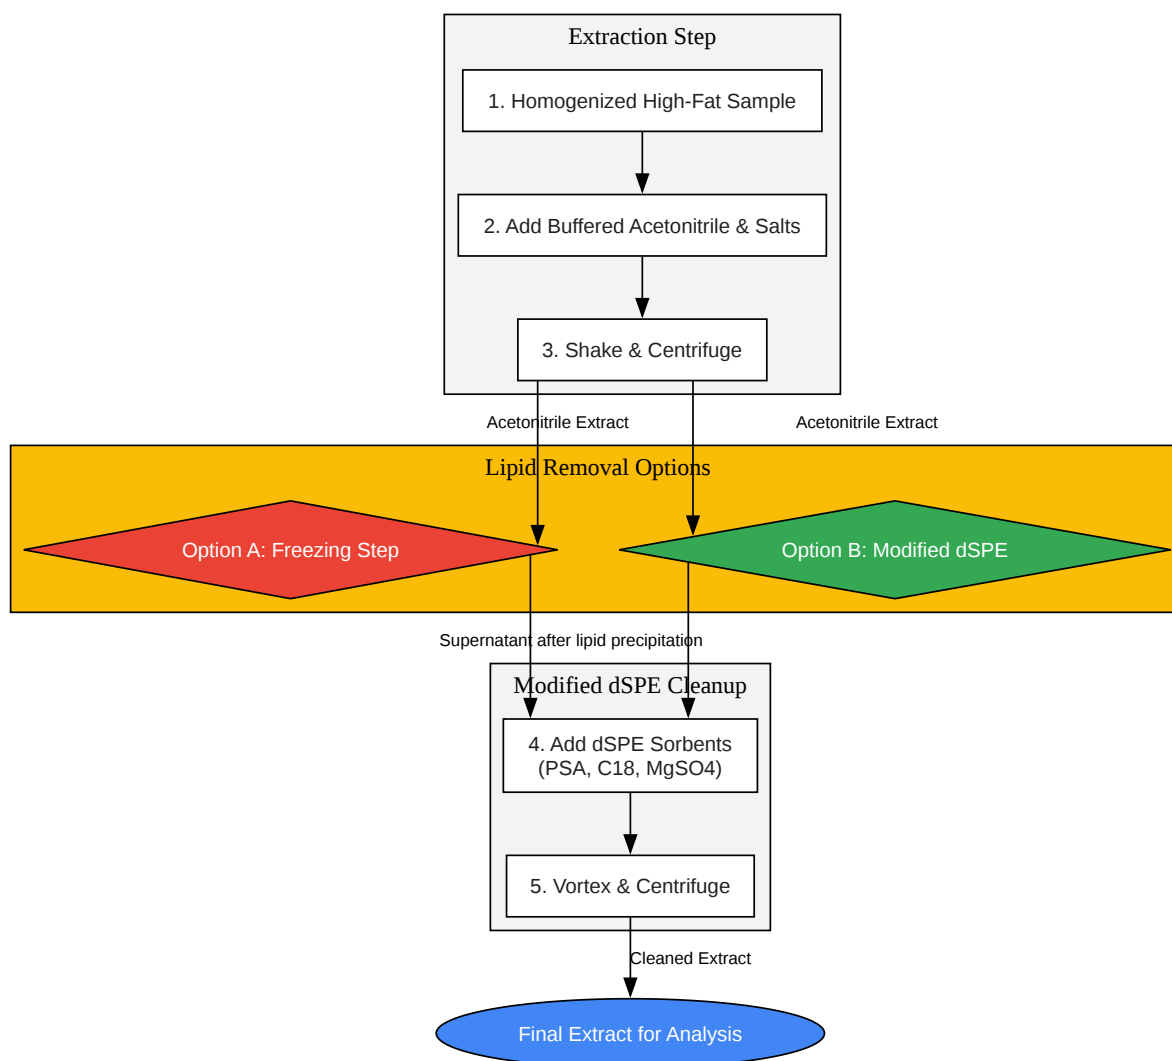 Extraction Step
1. Homogenized High-Fat Sample
2. Add Buffered Acetonitrile & Salts
3. Shake & Centrifuge
Acetonitrile Extract
Acetonitrile Extract
Lipid Removal Options
Option A: Freezing Step
Option B: Modified dSPE
Supernatant after lipid precipitation
Modified dSPE Cleanup
4. Add dSPE Sorbents
(PSA, C18, MgSO4)
5. Vortex & Centrifuge
Cleaned Extract
Final Extract for Analysis